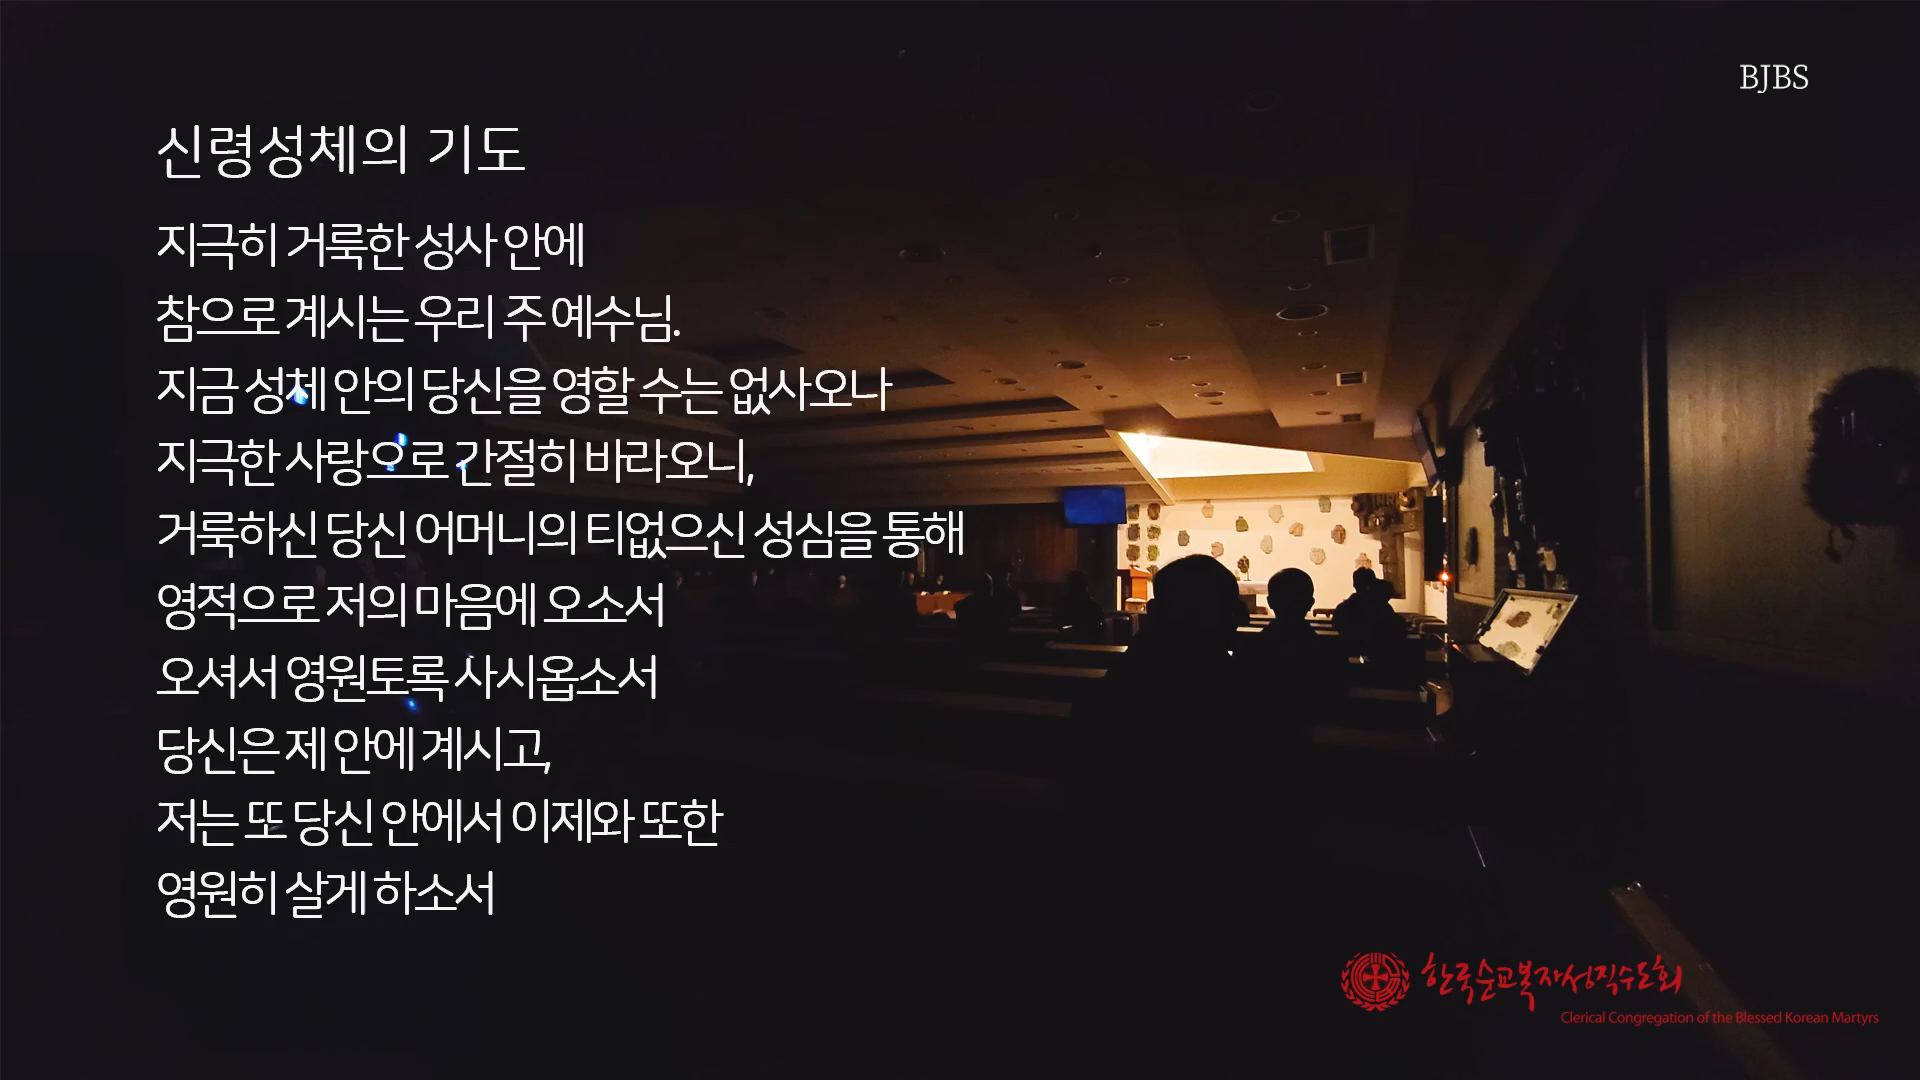 BJBS
신령성체의 기도
지극히 거룩한 성사 안에
참으로 계시는 우리 주 예수님.
지금 성체 안의 당신을 영할 수는 없사오나
지극한 사랑으로 간절히 바라오니,
거룩하신 당신 어머니의 티없으신 성심을 통해
영적으로 저의 마음에 오소서
오셔서 영원토록 사시옵소서
당신은 제 안에 계시고,
저는 또 당신 안에서 이제와 또한
영원히 살게 하소서
한국순교복자성직수도회
Clerical Congregation of the Blessed Korean Martyrs